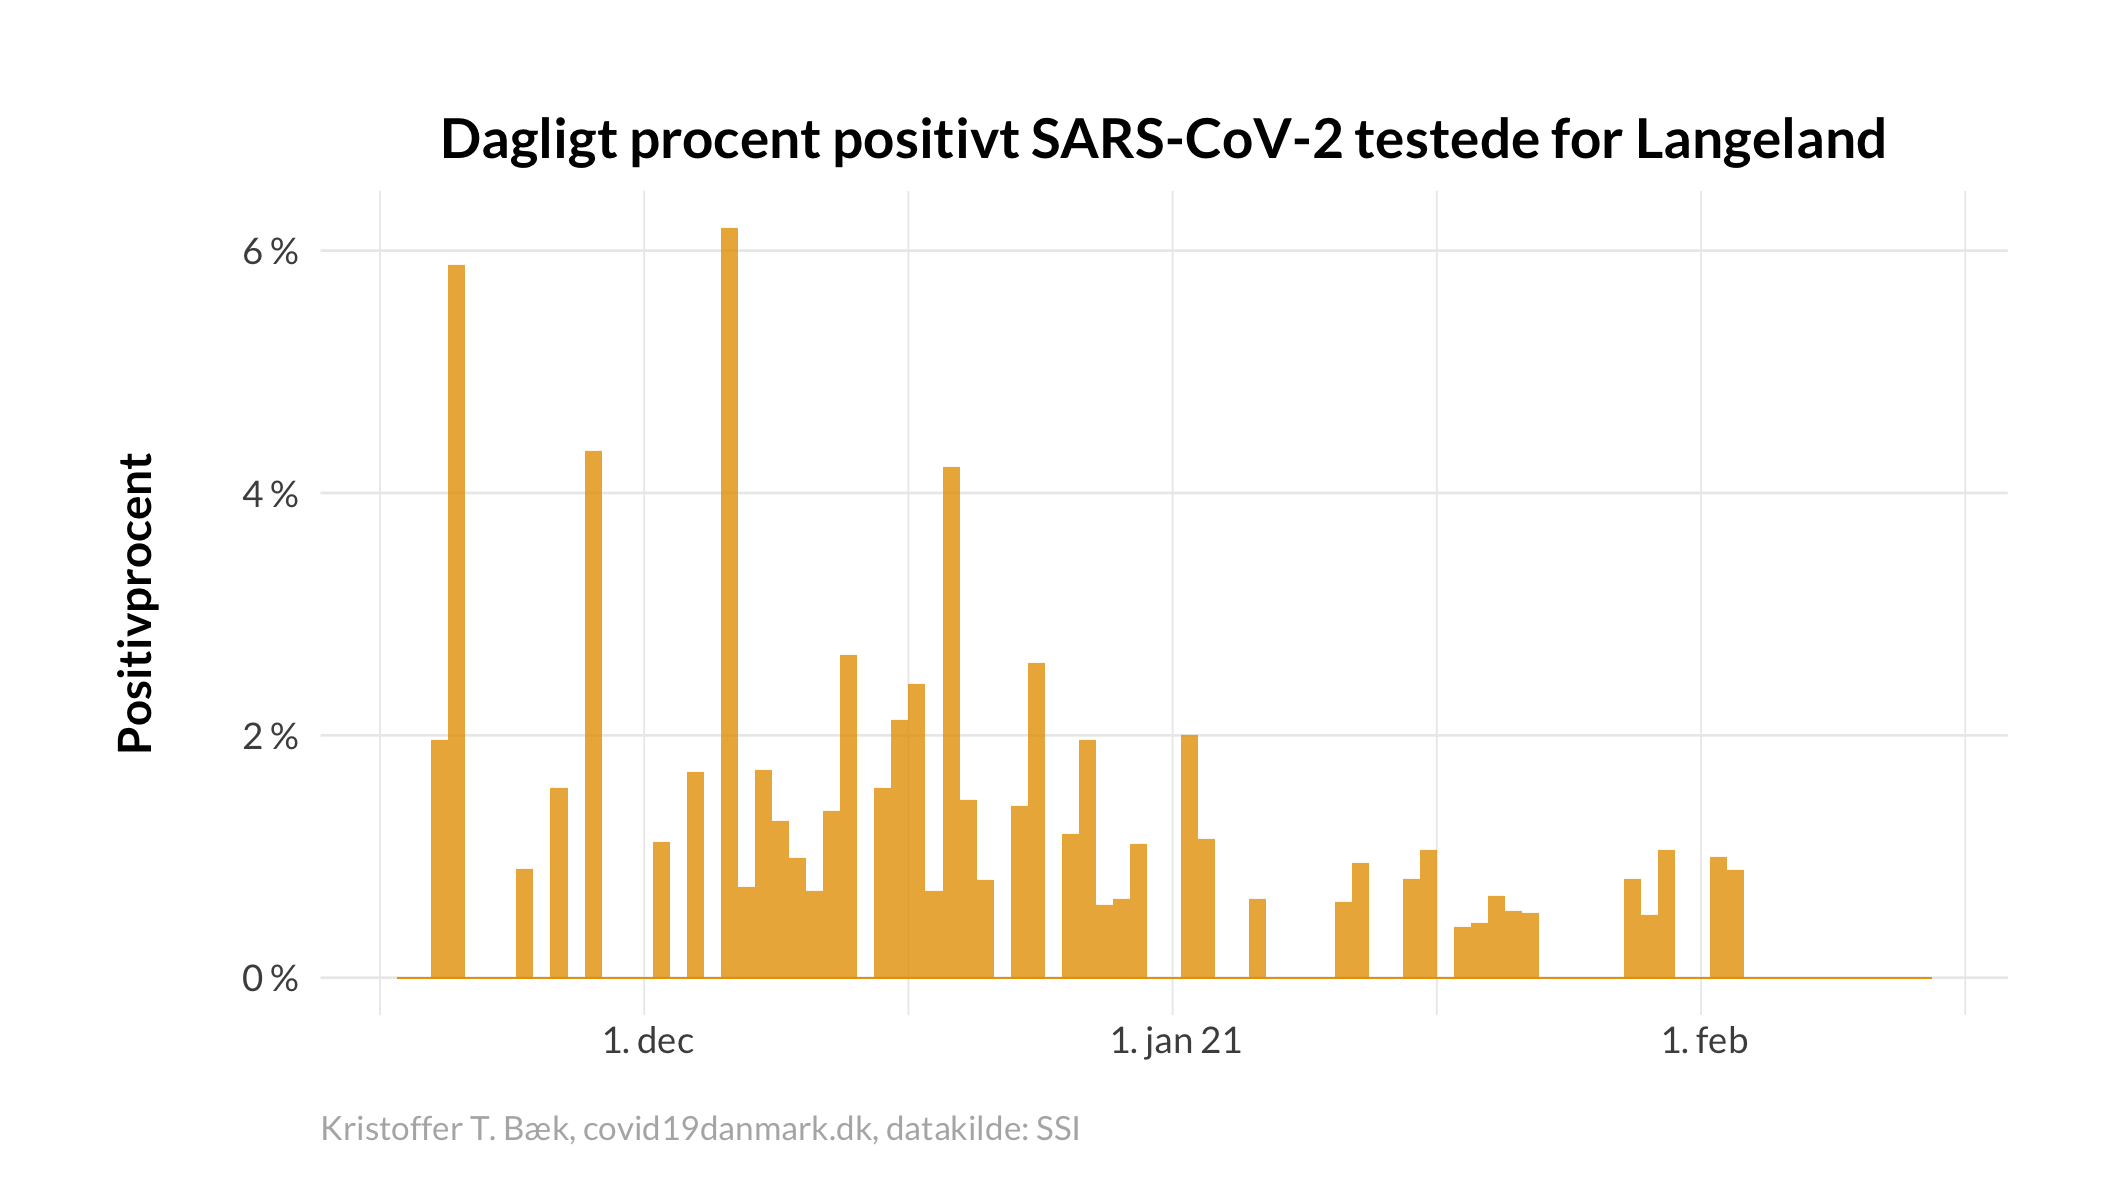 Dagligt procent positivt SARS-CoV-2 testede for Langeland
Positivprocent
6 %
4 %
2 %
0 %
1. dec
1. jan 21
1. feb
Kristoffer T. Bæk, covid19danmark.dk, datakilde: SSI